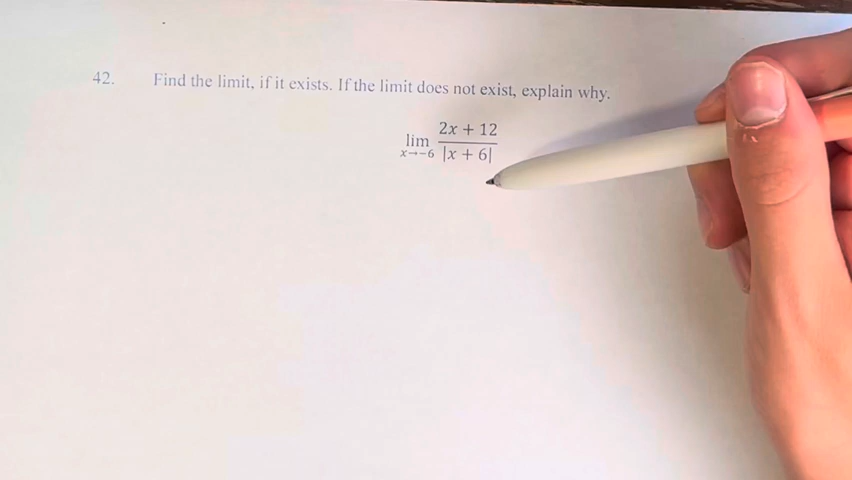 42. Find the limit, if it exists. If the limit does not exist, explain why.
lim x→−6 (2x + 12)/|x + 6|